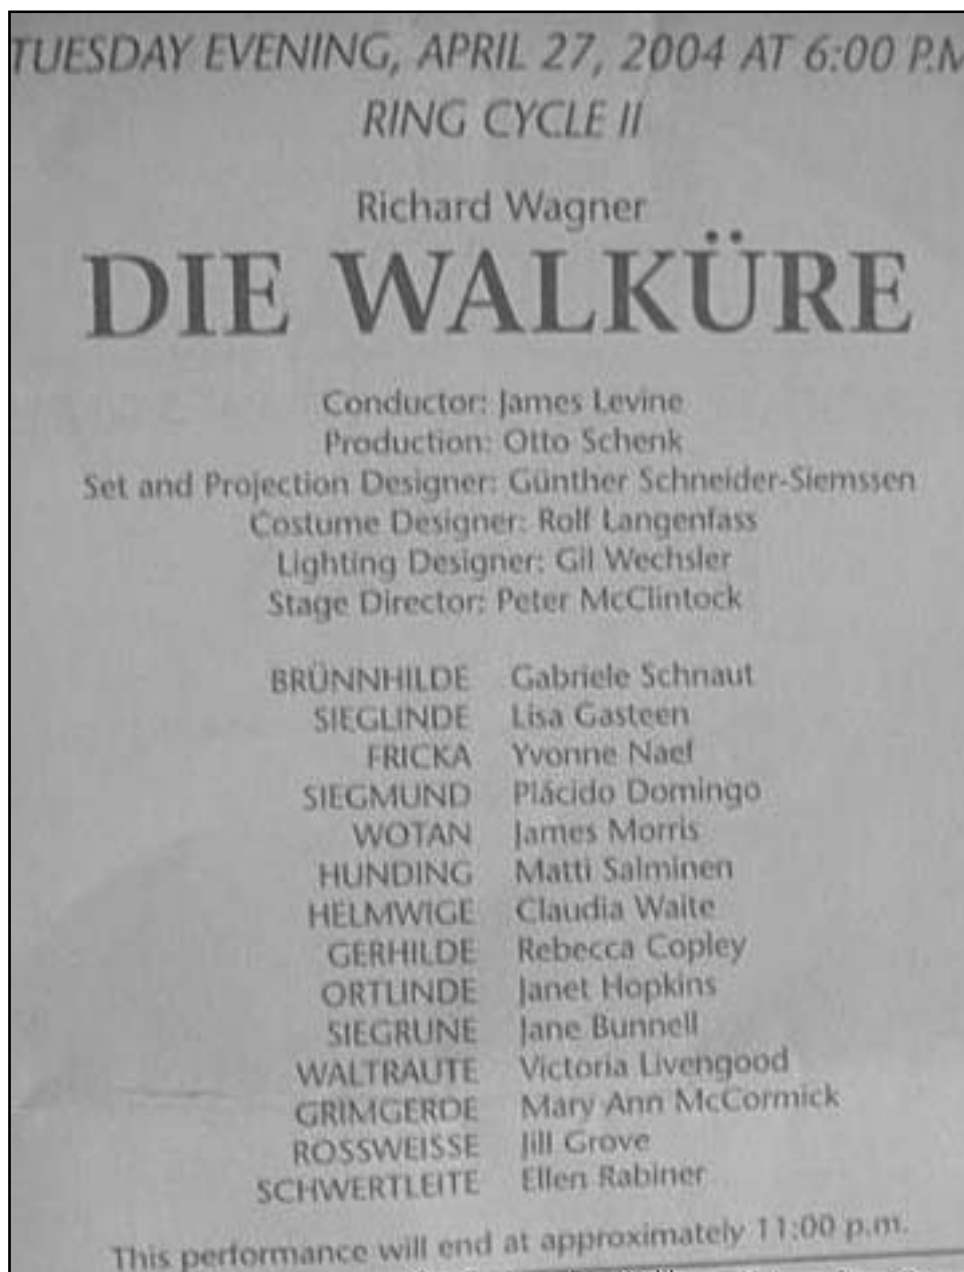 TUESDAY EVENING, APRIL 27, 2004 AT 6:00 P.M
RING CYCLE II
Richard Wagner
DIE WALKÜRE
Conductor: James Levine
Production: Otto Schenk
Set and Projection Designer: Günther Schneider-Siemssen
Costume Designer: Rolf Langenfass
Lighting Designer: Gil Wechsler
Stage Director: Peter McClintock
BRÜNNHILDE Gabriele Schnaut
SIEGLINDE Lisa Gasteen
FRICKA Yvonne Naef
SIEGMUND Plácido Domingo
WOTAN James Morris
HUNDING Matti Salminen
HELMWIGE Claudia Waite
GERHILDE Rebecca Copley
ORTLINDE Janet Hopkins
SIEGRUNE Jane Bunnell
WALTRAUTE Victoria Livengood
GRIMGERDE Mary Ann McCormick
ROSSWEISSE Jill Grove
SCHWERTLEITE Ellen Rabiner
This performance will end at approximately 11:00 p.m.